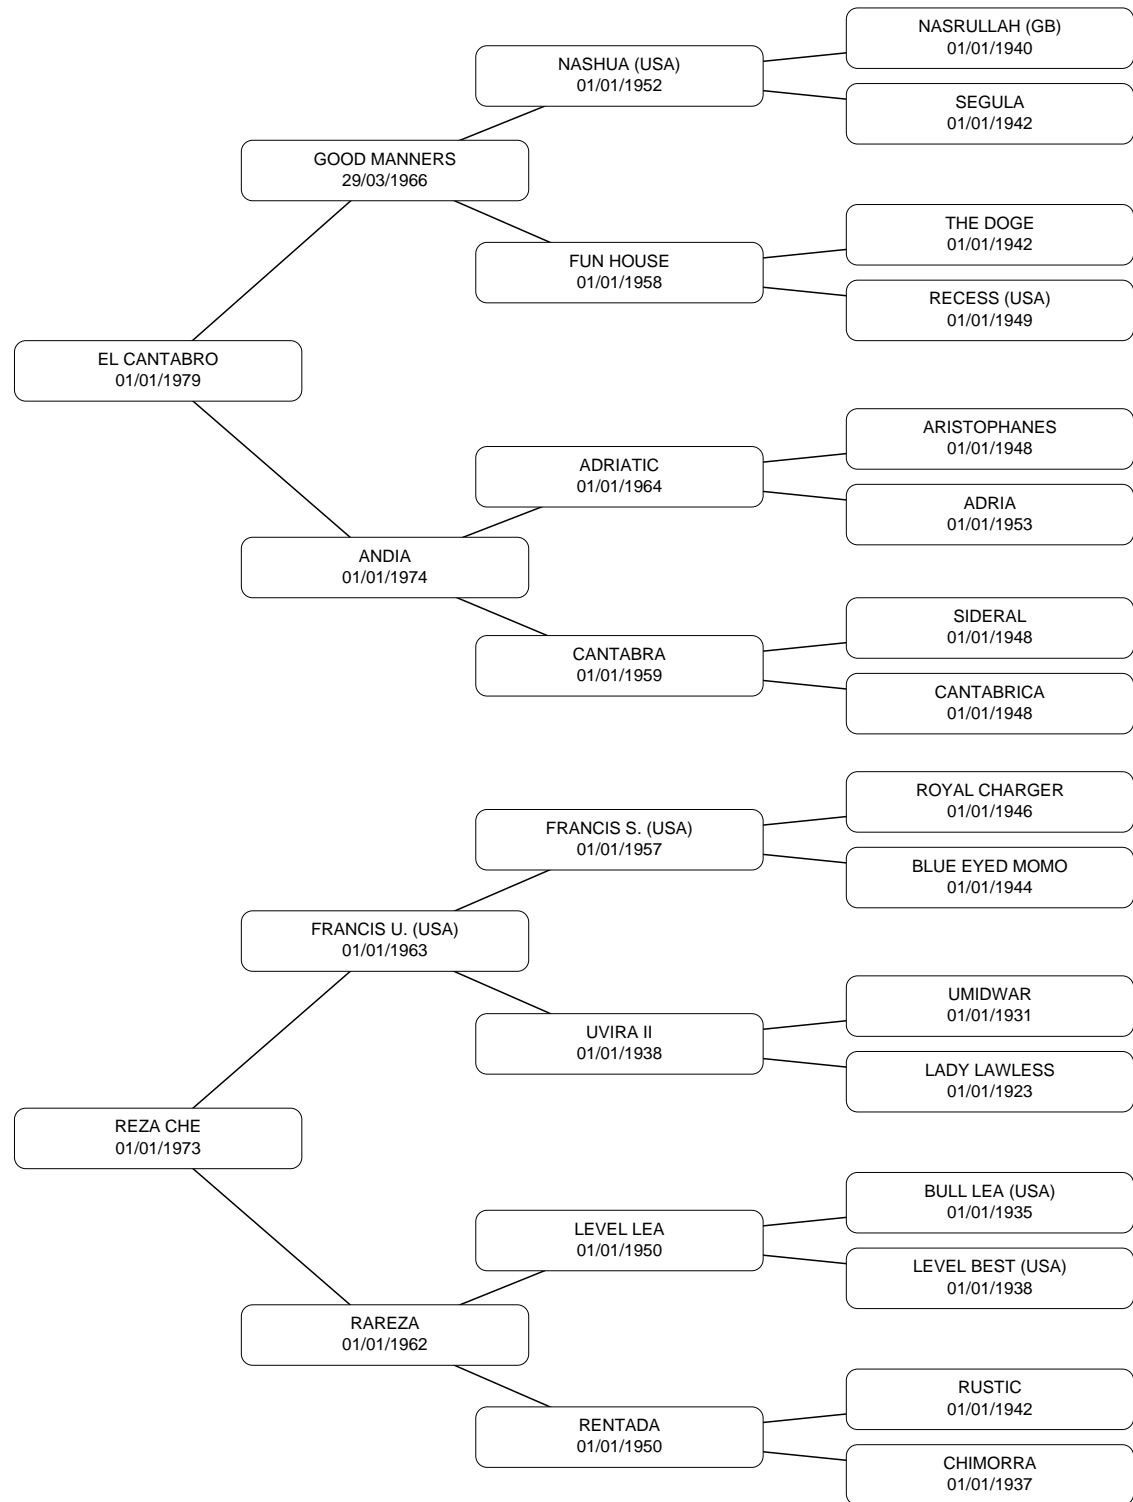 NASRULLAH (GB)
01/01/1940
NASHUA (USA)
01/01/1952
SEGULA
01/01/1942
GOOD MANNERS
29/03/1966
THE DOGE
01/01/1942
FUN HOUSE
01/01/1958
RECESS (USA)
01/01/1949
EL CANTABRO
01/01/1979
ARISTOPHANES
01/01/1948
ADRIATIC
01/01/1964
ADRIA
01/01/1953
ANDIA
01/01/1974
SIDERAL
01/01/1948
CANTABRA
01/01/1959
CANTABRICA
01/01/1948
ROYAL CHARGER
01/01/1946
FRANCIS S. (USA)
01/01/1957
BLUE EYED MOMO
01/01/1944
FRANCIS U. (USA)
01/01/1963
UMIDWAR
01/01/1931
UVIRA II
01/01/1938
LADY LAWLESS
01/01/1923
REZA CHE
01/01/1973
BULL LEA (USA)
01/01/1935
LEVEL LEA
01/01/1950
LEVEL BEST (USA)
01/01/1938
RAREZA
01/01/1962
RUSTIC
01/01/1942
RENTADA
01/01/1950
CHIMORRA
01/01/1937